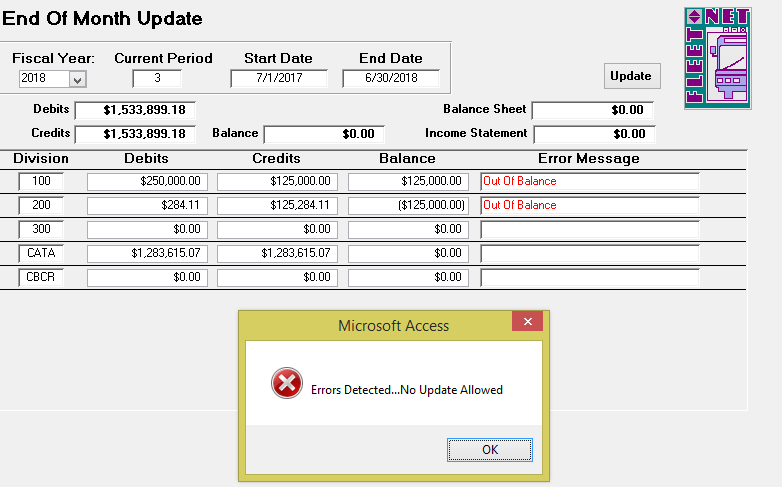 End Of Month Update
FLEET NET
Fiscal Year: Current Period Start Date End Date
2018 3 7/1/2017 6/30/2018 Update
Debits $1,533,899.18 Balance Sheet $0.00
Credits $1,533,899.18 Balance $0.00 Income Statement $0.00
Division Debits Credits Balance Error Message
100 $250,000.00 $125,000.00 $125,000.00 Out Of Balance
200 $284.11 $125,284.11 ($125,000.00) Out Of Balance
300 $0.00 $0.00 $0.00
CATA $1,283,615.07 $1,283,615.07 $0.00
CBCR $0.00 $0.00 $0.00
Microsoft Access
Errors Detected...No Update Allowed
OK